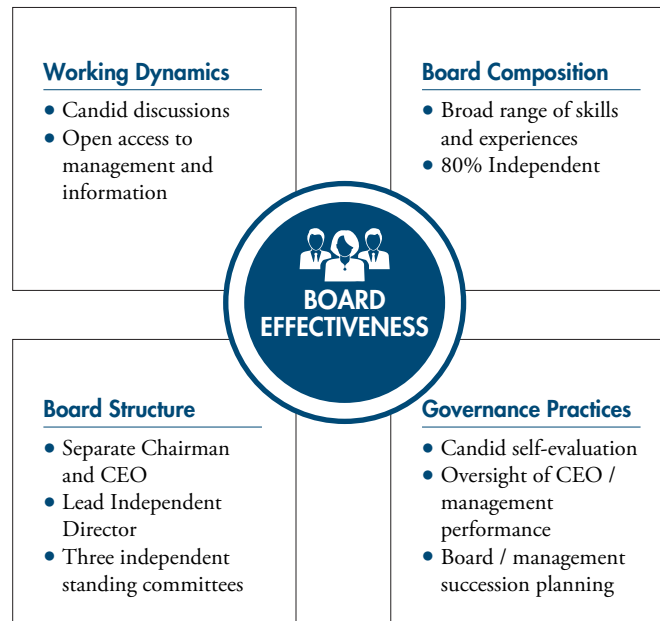 Working Dynamics
• Candid discussions
• Open access to
management and
information
Board Composition
• Broad range of skills
and experiences
• 80% Independent
BOARD
EFFECTIVENESS
Board Structure
• Separate Chairman
and CEO
• Lead Independent
Director
• Three independent
standing committees
Governance Practices
• Candid self-evaluation
• Oversight of CEO /
management
performance
• Board / management
succession planning